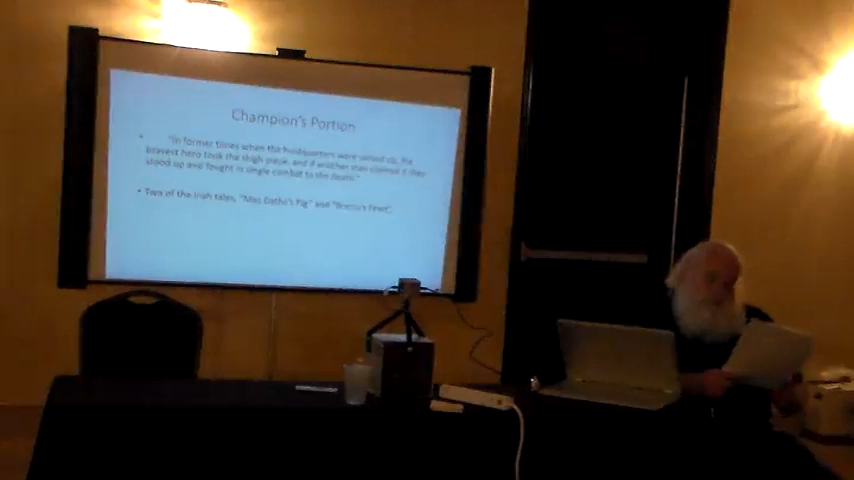 Champion's Portion
• "In former times when the hindquarters were served up, the
bravest hero took the thigh piece, and if another man claimed it they
stood up and fought in single combat to the death."
• Two of the Irish tales, "Mac Datho's Pig" and "Bricriu's Feast".